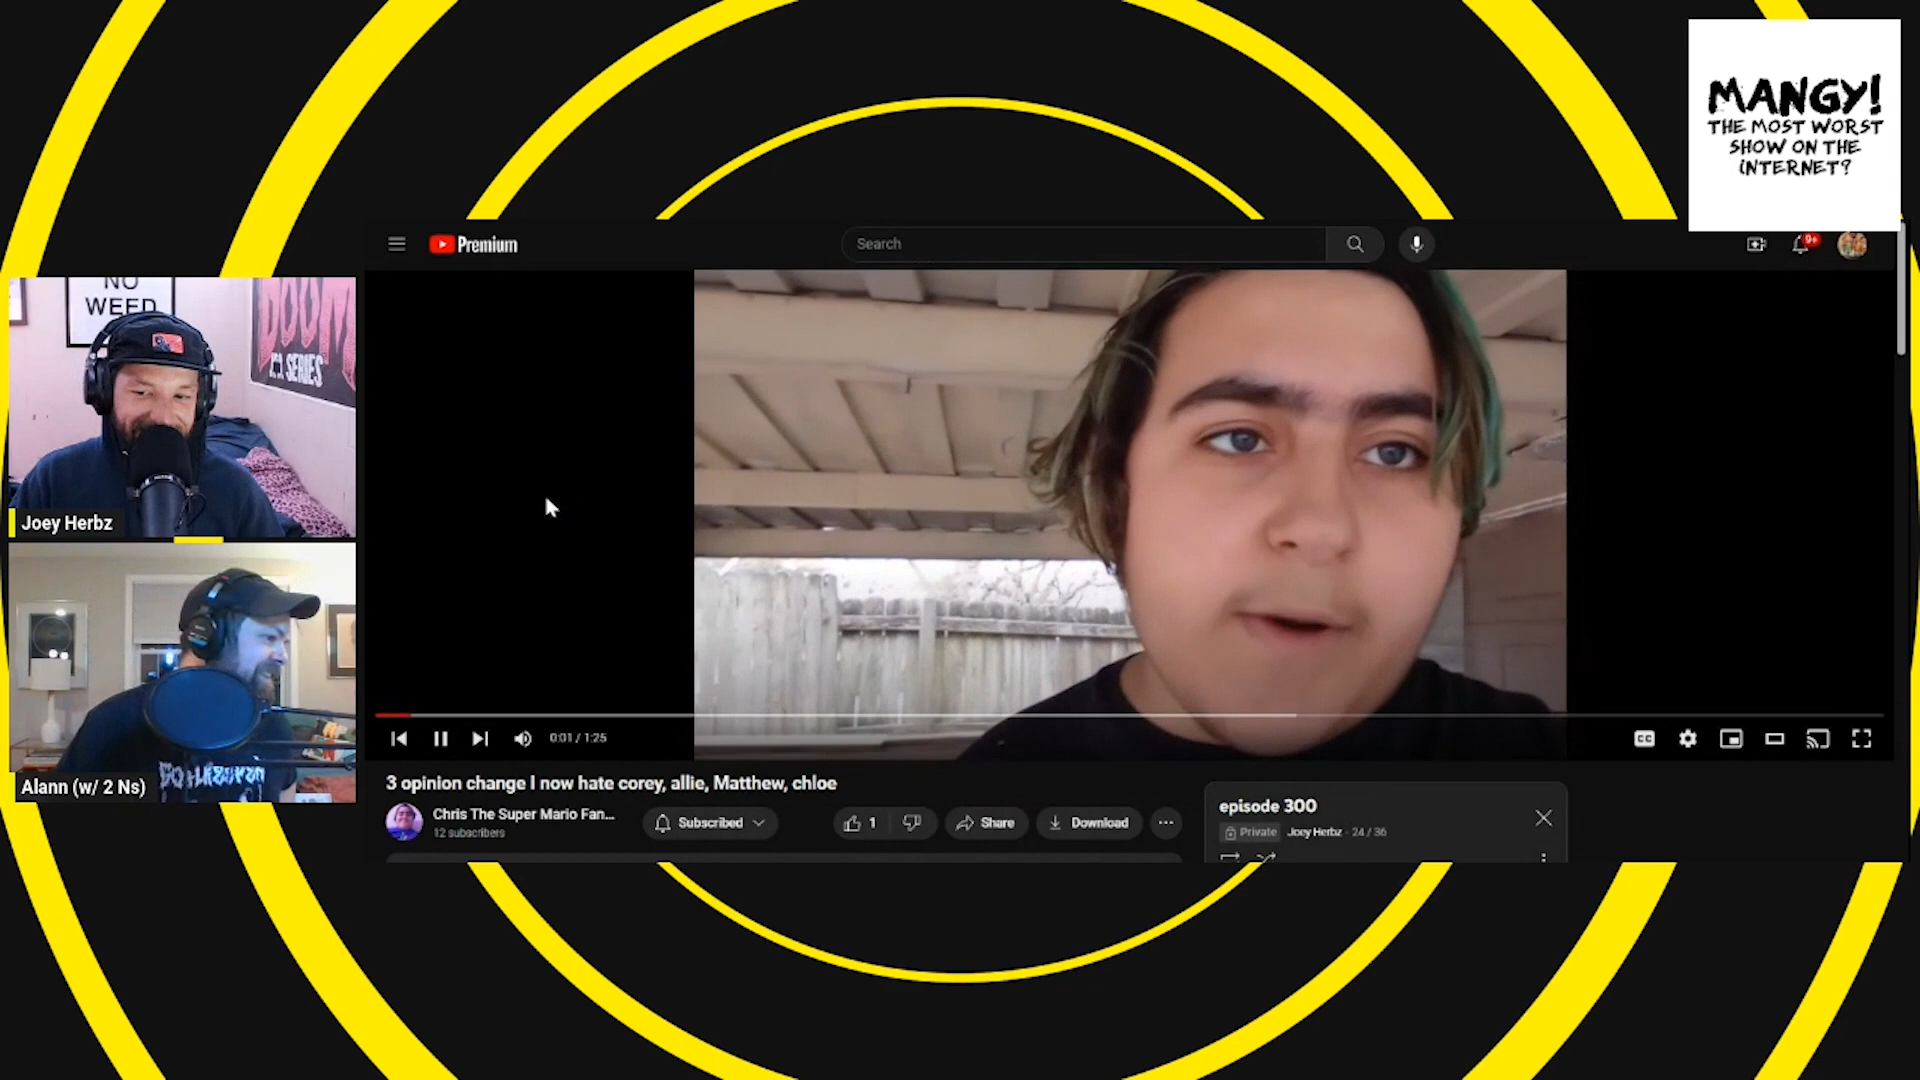 MANGY!
THE MOST WORST
SHOW ON THE
INTERNET?
Premium
Search
9+
NO
WEED
DOOM
SERIES
Joey Herbz
Alann (w/ 2 Ns)
0:01 / 1:25
CC
3 opinion change I now hate corey, allie, Matthew, chloe
Chris The Super Mario Fan...
12 subscribers
Subscribed
1
Share
Download
episode 300
Private Joey Herbz - 24 / 36